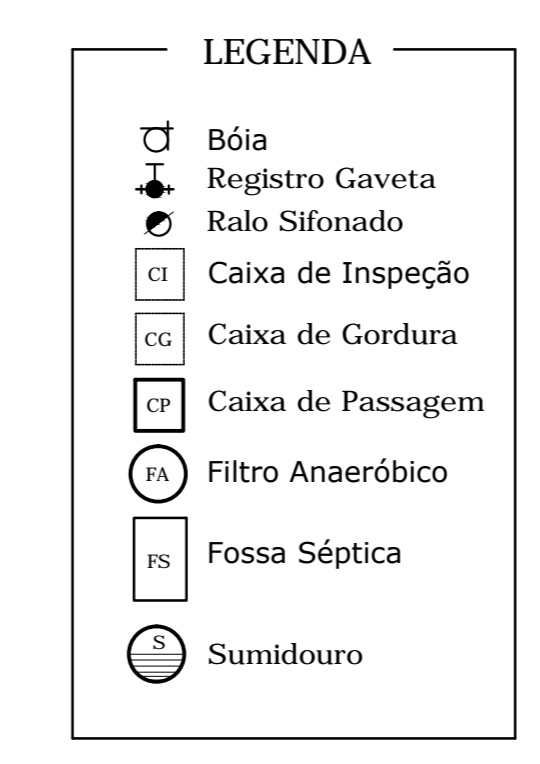 LEGENDA
Bóia
Registro Gaveta
Ralo Sifonado
CI Caixa de Inspeção
CG Caixa de Gordura
CP Caixa de Passagem
FA Filtro Anaeróbico
FS Fossa Séptica
S Sumidouro